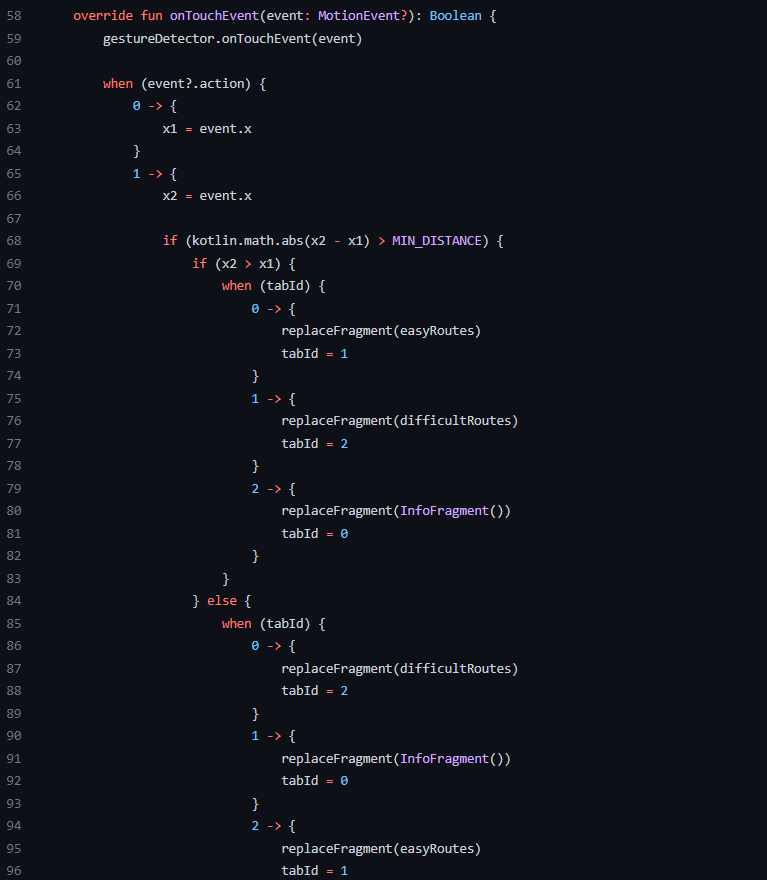 58 override fun onTouchEvent(event: MotionEvent?): Boolean {
59 gestureDetector.onTouchEvent(event)
60
61 when (event?.action) {
62 0 -> {
63 x1 = event.x
64 }
65 1 -> {
66 x2 = event.x
67
68 if (kotlin.math.abs(x2 - x1) > MIN_DISTANCE) {
69 if (x2 > x1) {
70 when (tabId) {
71 0 -> {
72 replaceFragment(easyRoutes)
73 tabId = 1
74 }
75 1 -> {
76 replaceFragment(difficultRoutes)
77 tabId = 2
78 }
79 2 -> {
80 replaceFragment(InfoFragment())
81 tabId = 0
82 }
83 }
84 } else {
85 when (tabId) {
86 0 -> {
87 replaceFragment(difficultRoutes)
88 tabId = 2
89 }
90 1 -> {
91 replaceFragment(InfoFragment())
92 tabId = 0
93 }
94 2 -> {
95 replaceFragment(easyRoutes)
96 tabId = 1